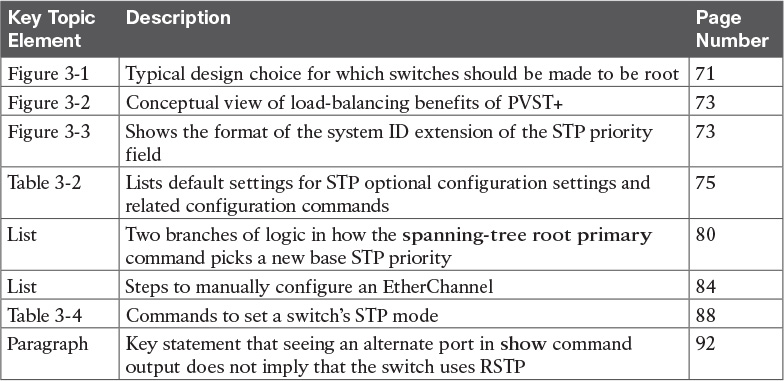 Key Topic Element Description Page Number
Figure 3-1 Typical design choice for which switches should be made to be root 71
Figure 3-2 Conceptual view of load-balancing benefits of PVST+ 73
Figure 3-3 Shows the format of the system ID extension of the STP priority
field 73
Table 3-2 Lists default settings for STP optional configuration settings and
related configuration commands 75
List Two branches of logic in how the spanning-tree root primary
command picks a new base STP priority 80
List Steps to manually configure an EtherChannel 84
Table 3-4 Commands to set a switch's STP mode 88
Paragraph Key statement that seeing an alternate port in show command
output does not imply that the switch uses RSTP 92